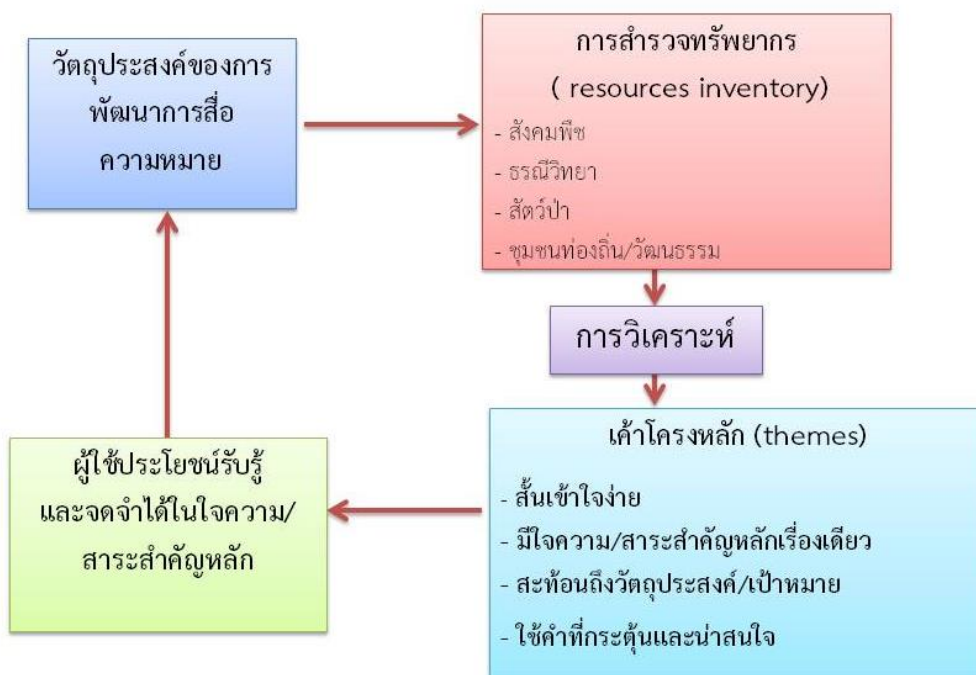 วัตถุประสงค์ของการ
พัฒนาการสื่อ
ความหมาย
การสำรวจทรัพยากร
( resources inventory)
- สังคมพืช
- ธรณีวิทยา
- สัตว์ป่า
- ชุมชนท่องถิ่น/วัฒนธรรม
การวิเคราะห์
เค้าโครงหลัก (themes)
- สั้นเข้าใจง่าย
- มีใจความ/สาระสำคัญหลักเรื่องเดียว
- สะท้อนถึงวัตถุประสงค์/เป้าหมาย
- ใช้คำที่กระตุ้นและน่าสนใจ
ผู้ใช้ประโยชน์รับรู้
และจดจำได้ในใจความ/
สาระสำคัญหลัก